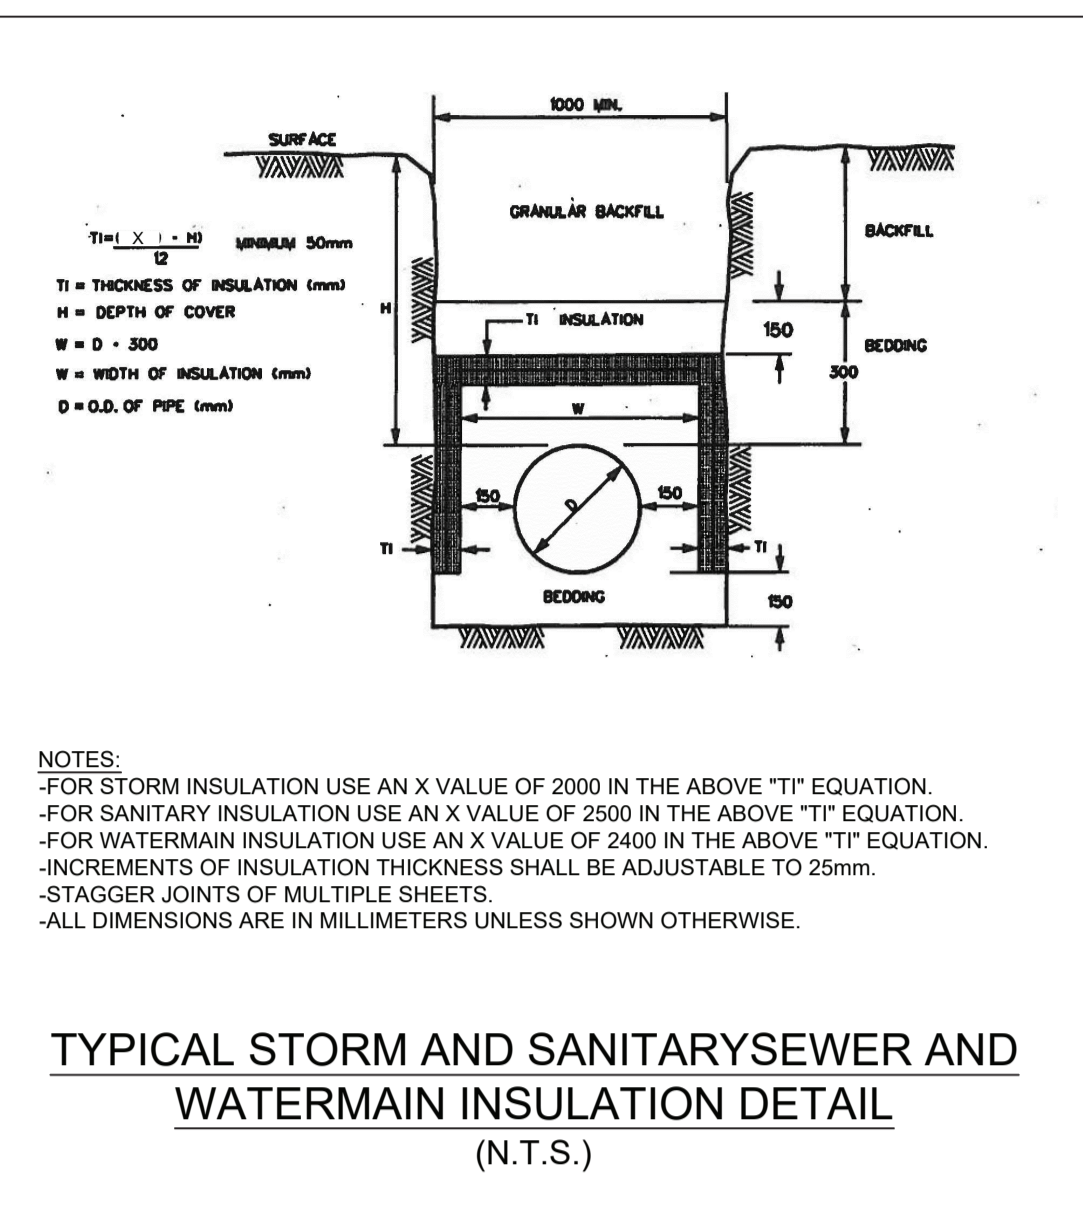 1000 MIN.
SURFACE
GRANULAR BACKFILL
BACKFILL
TI=( X ) - H)
12
MINIMUM 50mm
TI = THICKNESS OF INSULATION (mm)
H = DEPTH OF COVER
H
TI INSULATION
150
W = D + 300
BEDDING
300
W = WIDTH OF INSULATION (mm)
D = O.D. OF PIPE (mm)
W
150
D
150
TI
TI
BEDDING
150
NOTES:
-FOR STORM INSULATION USE AN X VALUE OF 2000 IN THE ABOVE "TI" EQUATION.
-FOR SANITARY INSULATION USE AN X VALUE OF 2500 IN THE ABOVE "TI" EQUATION.
-FOR WATERMAIN INSULATION USE AN X VALUE OF 2400 IN THE ABOVE "TI" EQUATION.
-INCREMENTS OF INSULATION THICKNESS SHALL BE ADJUSTABLE TO 25mm.
-STAGGER JOINTS OF MULTIPLE SHEETS.
-ALL DIMENSIONS ARE IN MILLIMETERS UNLESS SHOWN OTHERWISE.
TYPICAL STORM AND SANITARYSEWER AND
WATERMAIN INSULATION DETAIL
(N.T.S.)